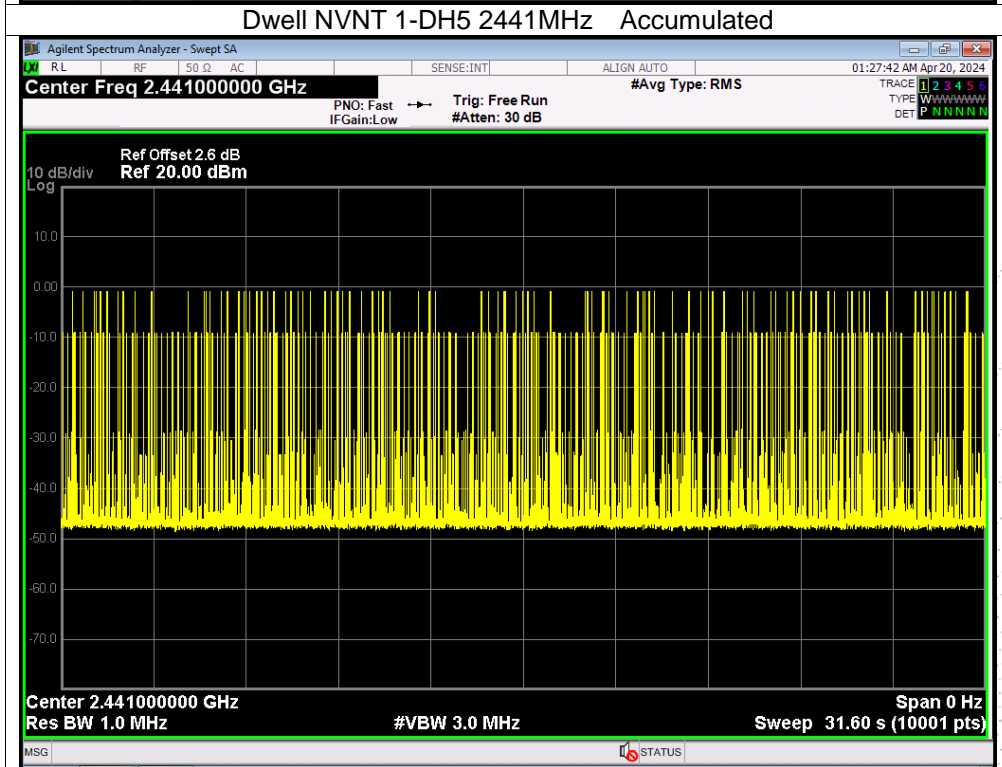 Dwell NVNT 1-DH5 2441MHz Accumulated
Agilent Spectrum Analyzer - Swept SA
LXI RL RF 50 Ω AC SENSE:INT ALIGN AUTO 01:27:42 AM Apr 20, 2024
Center Freq 2.441000000 GHz #Avg Type: RMS TRACE 1 2 3 4 5 6
PNO: Fast Trig: Free Run TYPE WWWWWW
IFGain:Low #Atten: 30 dB DET P N N N N N
Ref Offset 2.6 dB
10 dB/div Ref 20.00 dBm
Log
10.0
0.00
-10.0
-20.0
-30.0
-40.0
-50.0
-60.0
-70.0
Center 2.441000000 GHz Span 0 Hz
Res BW 1.0 MHz #VBW 3.0 MHz Sweep 31.60 s (10001 pts)
MSG STATUS